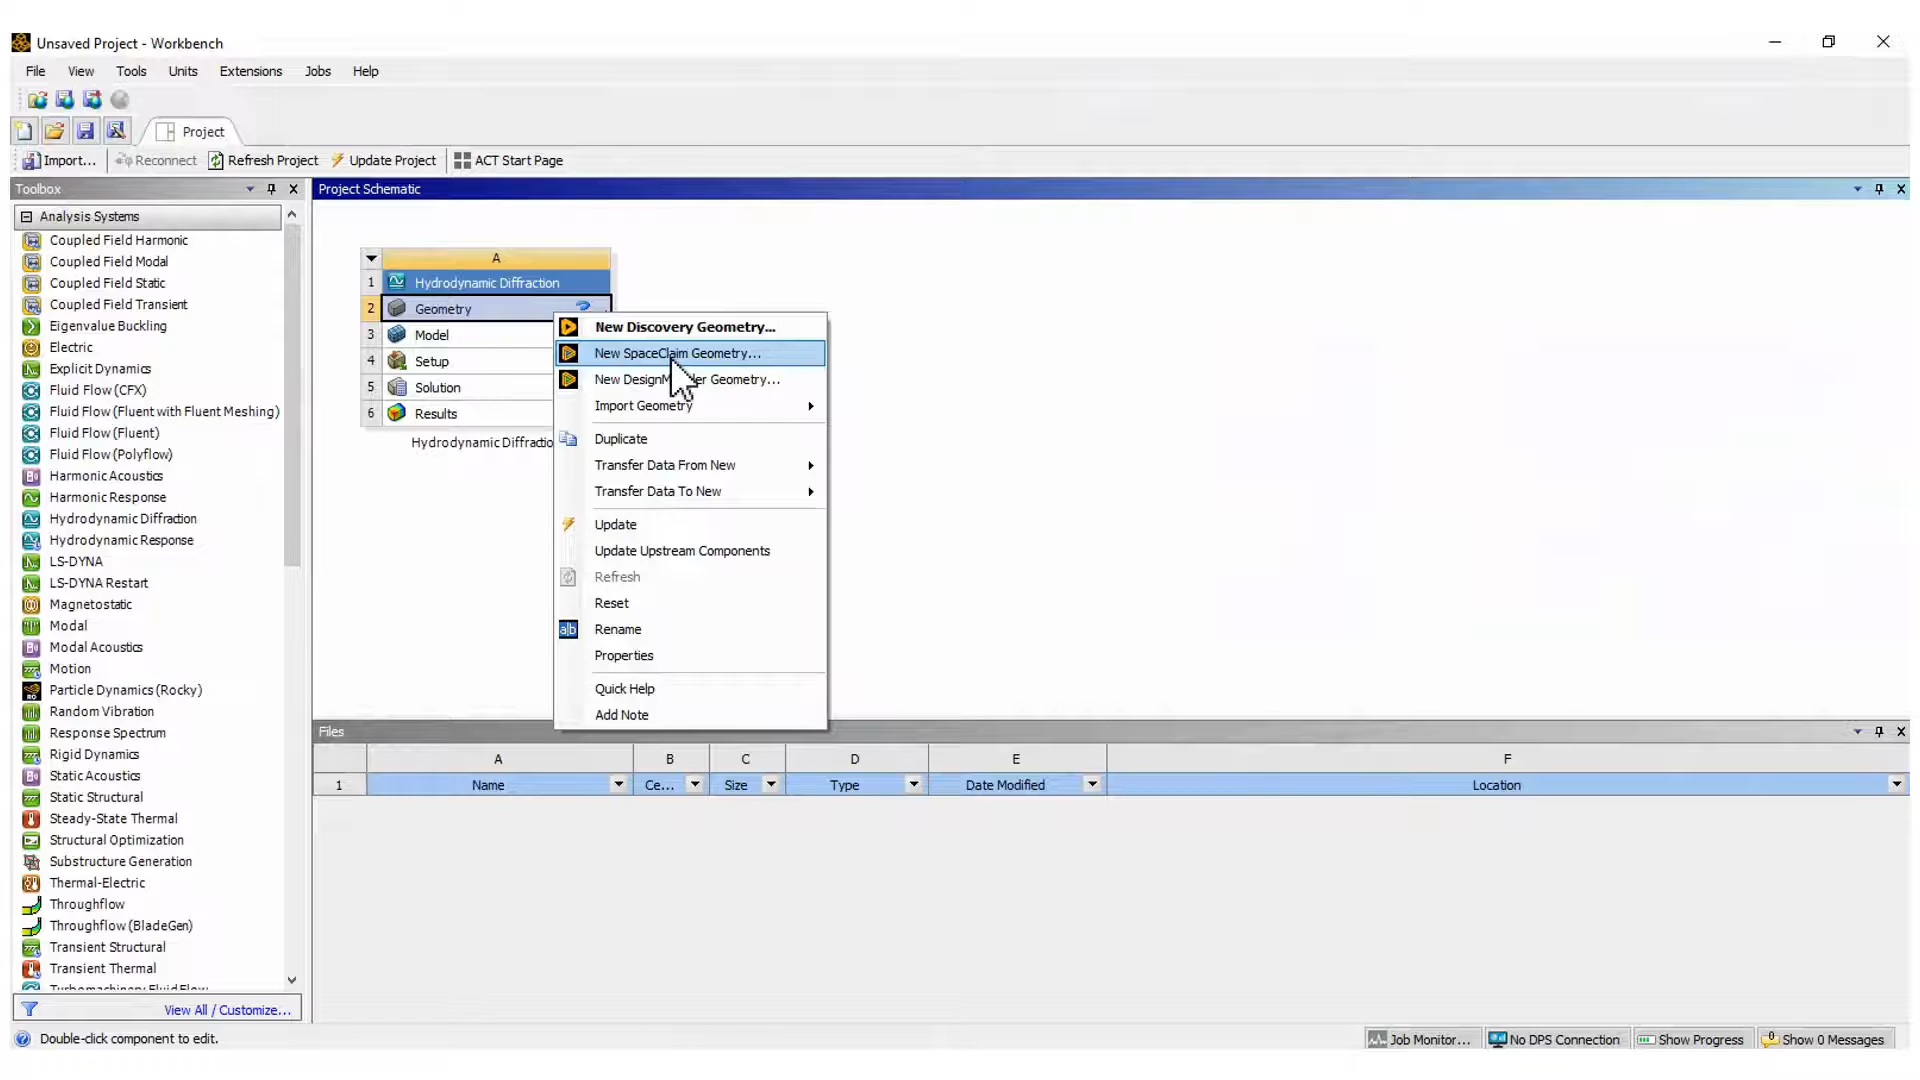 Unsaved Project - Workbench
File View Tools Units Extensions Jobs Help
Project
Import... Reconnect Refresh Project Update Project ACT Start Page
Toolbox
Project Schematic
Analysis Systems
Coupled Field Harmonic
Coupled Field Modal
Coupled Field Static
Coupled Field Transient
Eigenvalue Buckling
Electric
Explicit Dynamics
Fluid Flow (CFX)
Fluid Flow (Fluent with Fluent Meshing)
Fluid Flow (Fluent)
Fluid Flow (Polyflow)
Harmonic Acoustics
Harmonic Response
Hydrodynamic Diffraction
Hydrodynamic Response
LS-DYNA
LS-DYNA Restart
Magnetostatic
Modal
Modal Acoustics
Motion
Particle Dynamics (Rocky)
Random Vibration
Response Spectrum
Rigid Dynamics
Static Acoustics
Static Structural
Steady-State Thermal
Structural Optimization
Substructure Generation
Thermal-Electric
Throughflow
Throughflow (BladeGen)
Transient Structural
Transient Thermal
View All / Customize...
A
1 Hydrodynamic Diffraction
2 Geometry
3 Model
4 Setup
5 Solution
6 Results
New Discovery Geometry...
New SpaceClaim Geometry...
Geometry...
Import Geometry
Duplicate
Transfer Data From New
Transfer Data To New
Update
Update Upstream Components
Refresh
Reset
a|b Rename
Properties
Quick Help
Add Note
Files
A B C D E F
1 Name Ce... Size Type Date Modified Location
Double-click component to edit.
Job Monitor... No DPS Connection Show Progress Show 0 Messages